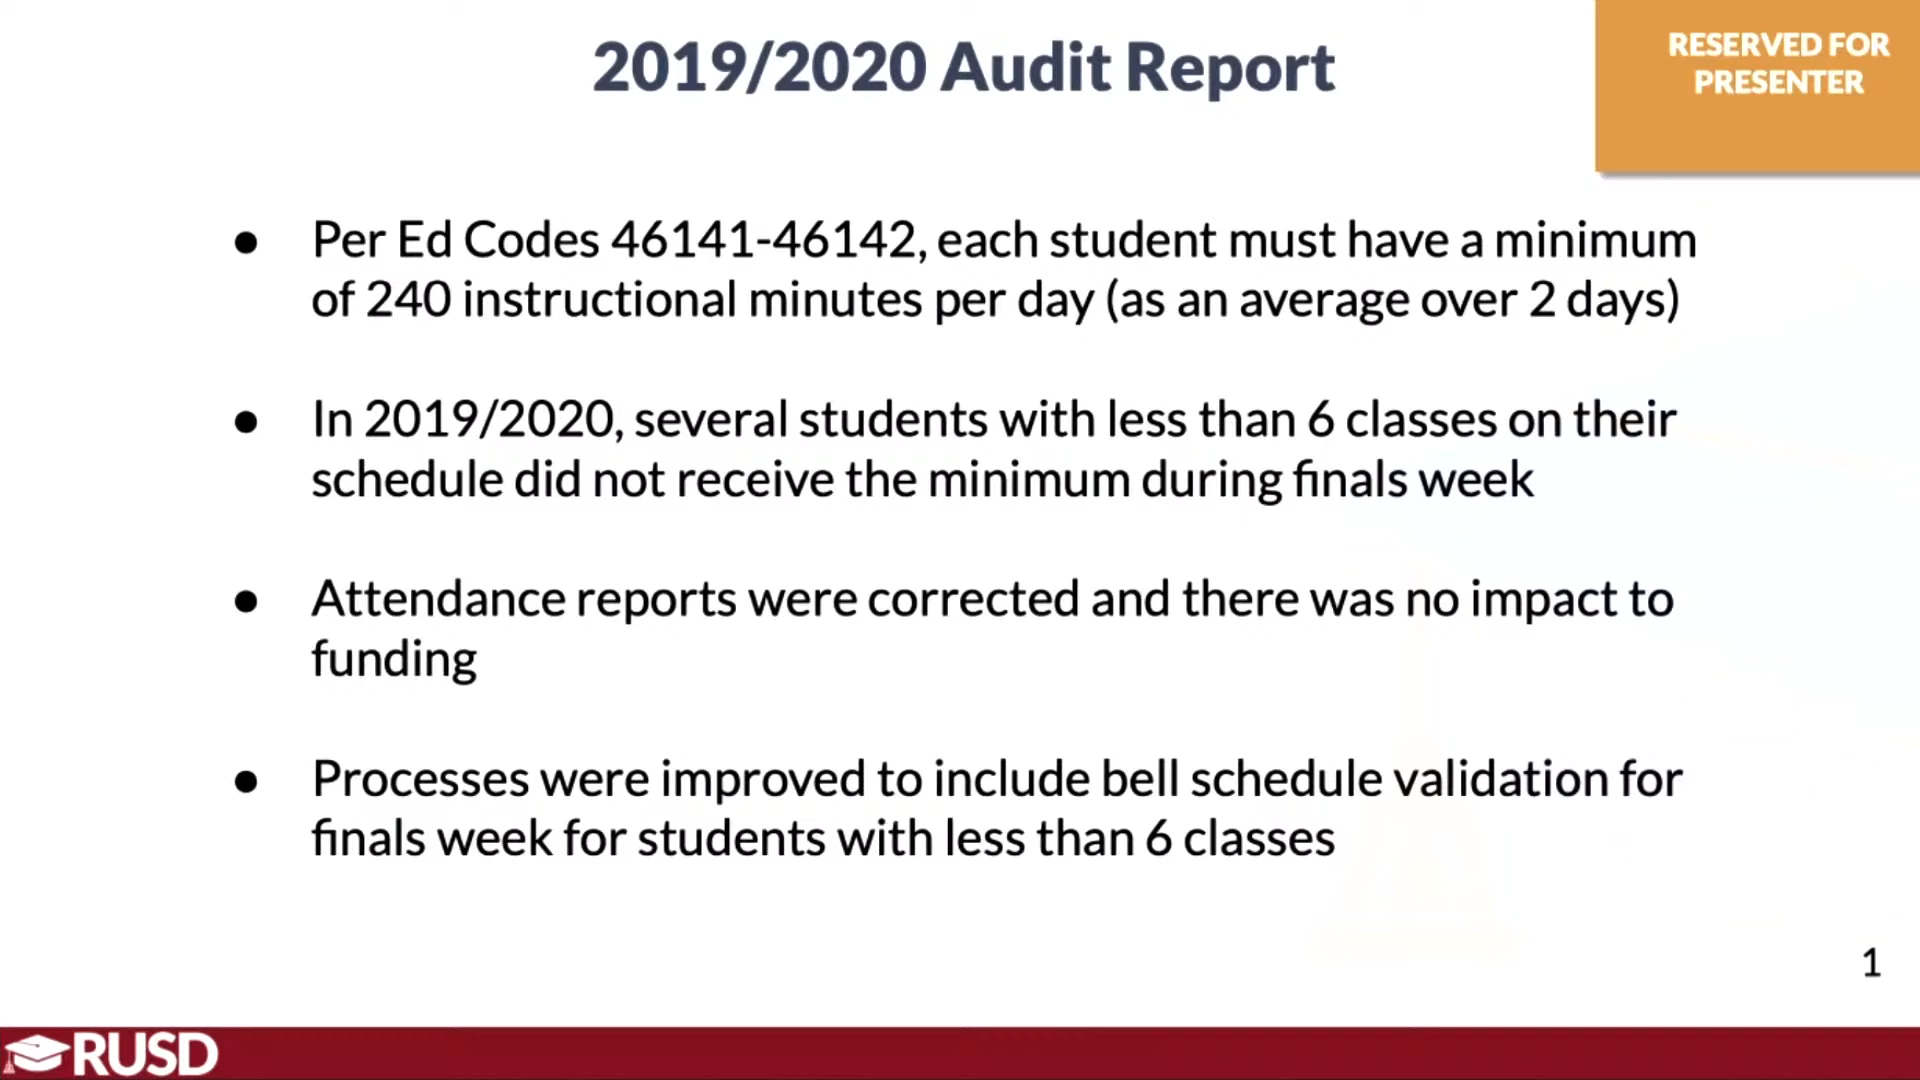 2019/2020 Audit Report
RESERVED FOR
PRESENTER
● Per Ed Codes 46141-46142, each student must have a minimum
of 240 instructional minutes per day (as an average over 2 days)
● In 2019/2020, several students with less than 6 classes on their
schedule did not receive the minimum during finals week
● Attendance reports were corrected and there was no impact to
funding
● Processes were improved to include bell schedule validation for
finals week for students with less than 6 classes
1
RUSD